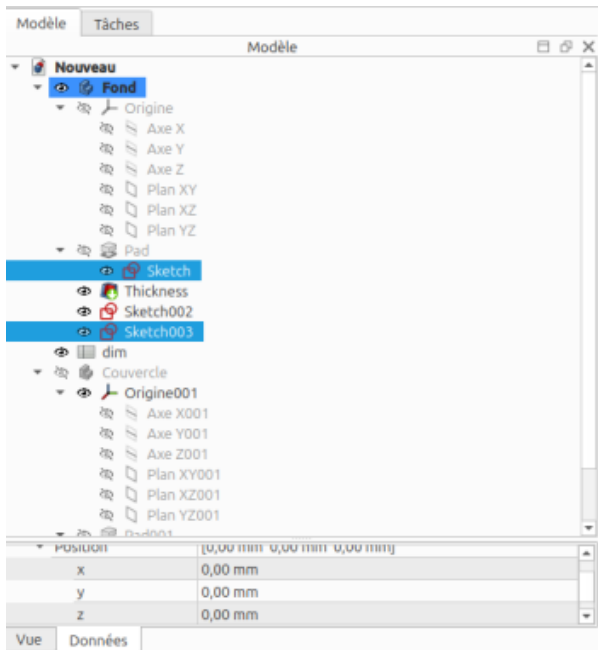 Modèle Tâches
Modèle
Nouveau
Fond
Origine
Axe X
Axe Y
Axe Z
Plan XY
Plan XZ
Plan YZ
Pad
Sketch
Thickness
Sketch002
Sketch003
dim
Couvercle
Origine001
Axe X001
Axe Y001
Axe Z001
Plan XY001
Plan XZ001
Plan YZ001
Pad001
Position [0,00 mm 0,00 mm 0,00 mm]
x 0,00 mm
y 0,00 mm
z 0,00 mm
Vue Données